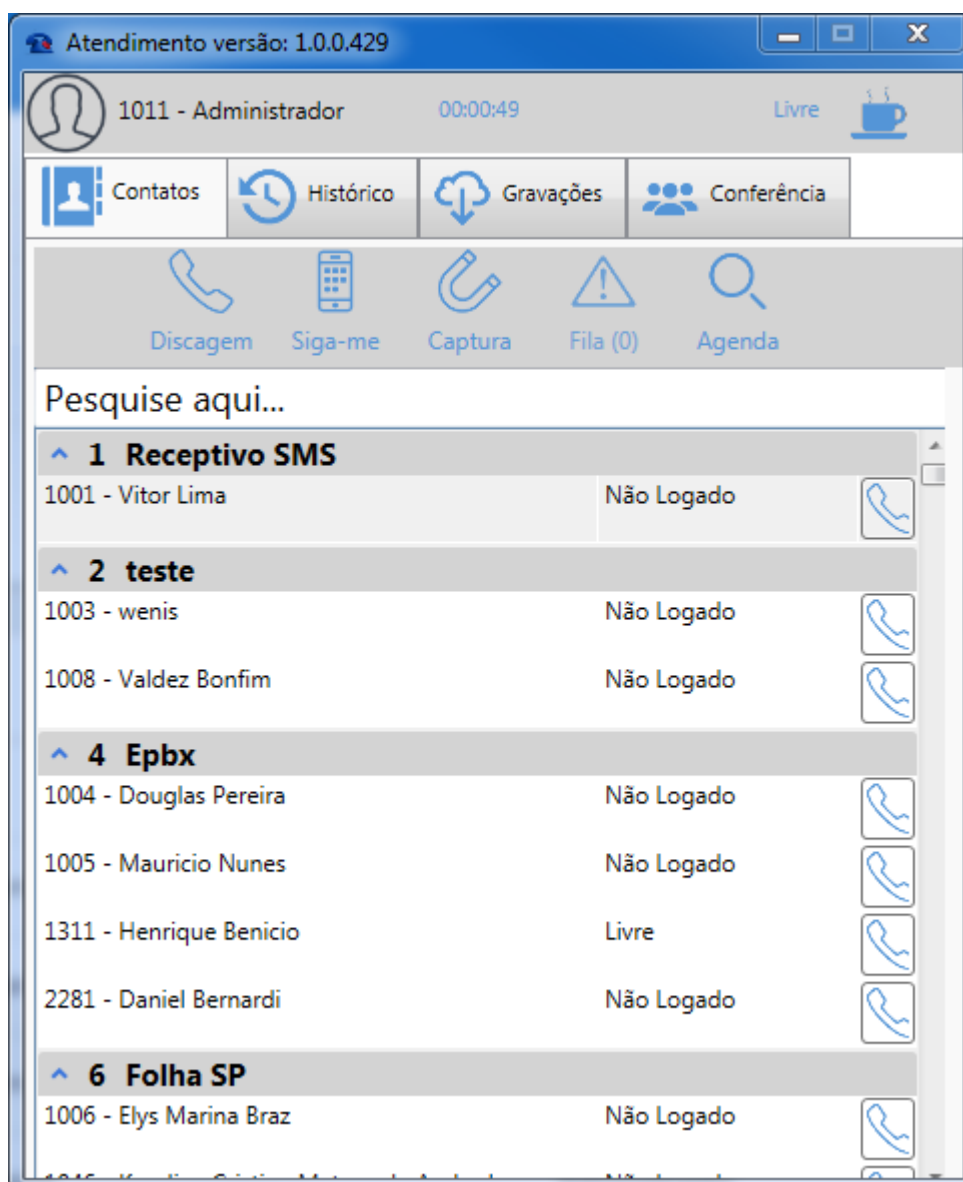 Atendimento versão: 1.0.0.429
1011 - Administrador 00:00:49 Livre
Contatos Histórico Gravações Conferência
Discagem Siga-me Captura Fila (0) Agenda
Pesquise aqui...
1 Receptivo SMS
1001 - Vitor Lima Não Logado
2 teste
1003 - wenis Não Logado
1008 - Valdez Bonfim Não Logado
4 Epbx
1004 - Douglas Pereira Não Logado
1005 - Mauricio Nunes Não Logado
1311 - Henrique Benicio Livre
2281 - Daniel Bernardi Não Logado
6 Folha SP
1006 - Elys Marina Braz Não Logado